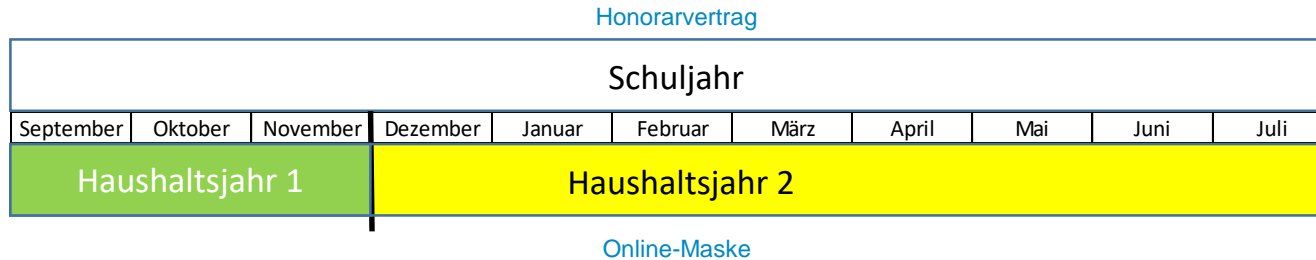 Honorarvertrag
Schuljahr
September Oktober November Dezember Januar Februar März April Mai Juni Juli
Haushaltsjahr 1 Haushaltsjahr 2
Online-Maske